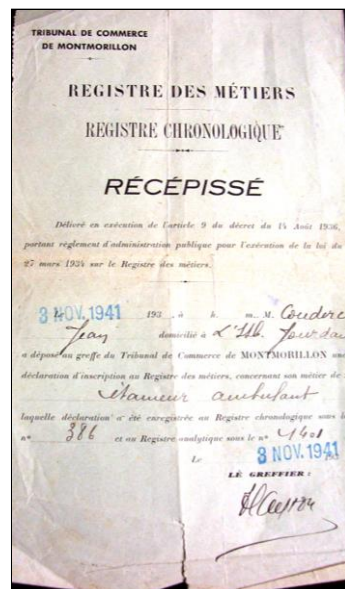 TRIBUNAL DE COMMERCE
DE MONTMORILLON
REGISTRE DES MÉTIERS
REGISTRE CHRONOLOGIQUE
RÉCÉPISSÉ
Délivré en exécution de l'article 9 du décret du 14 Août 1936,
portant règlement d'administration publique pour l'exécution de la loi du
27 mars 1934 sur le Registre des métiers.
3 NOV. 1941 193 , à h. m. M. Couderc
Jean domicilié à L'Isle Jourdain
a déposé au greffe du Tribunal de Commerce de MONTMORILLON une
déclaration d'inscription au Registre des métiers, concernant son métier de
étameur ambulant
laquelle déclaration a été enregistrée au Registre chronologique sous le
n° 386 et au Registre analytique sous le n° 1401
Le 3 NOV. 1941
LE GREFFIER :